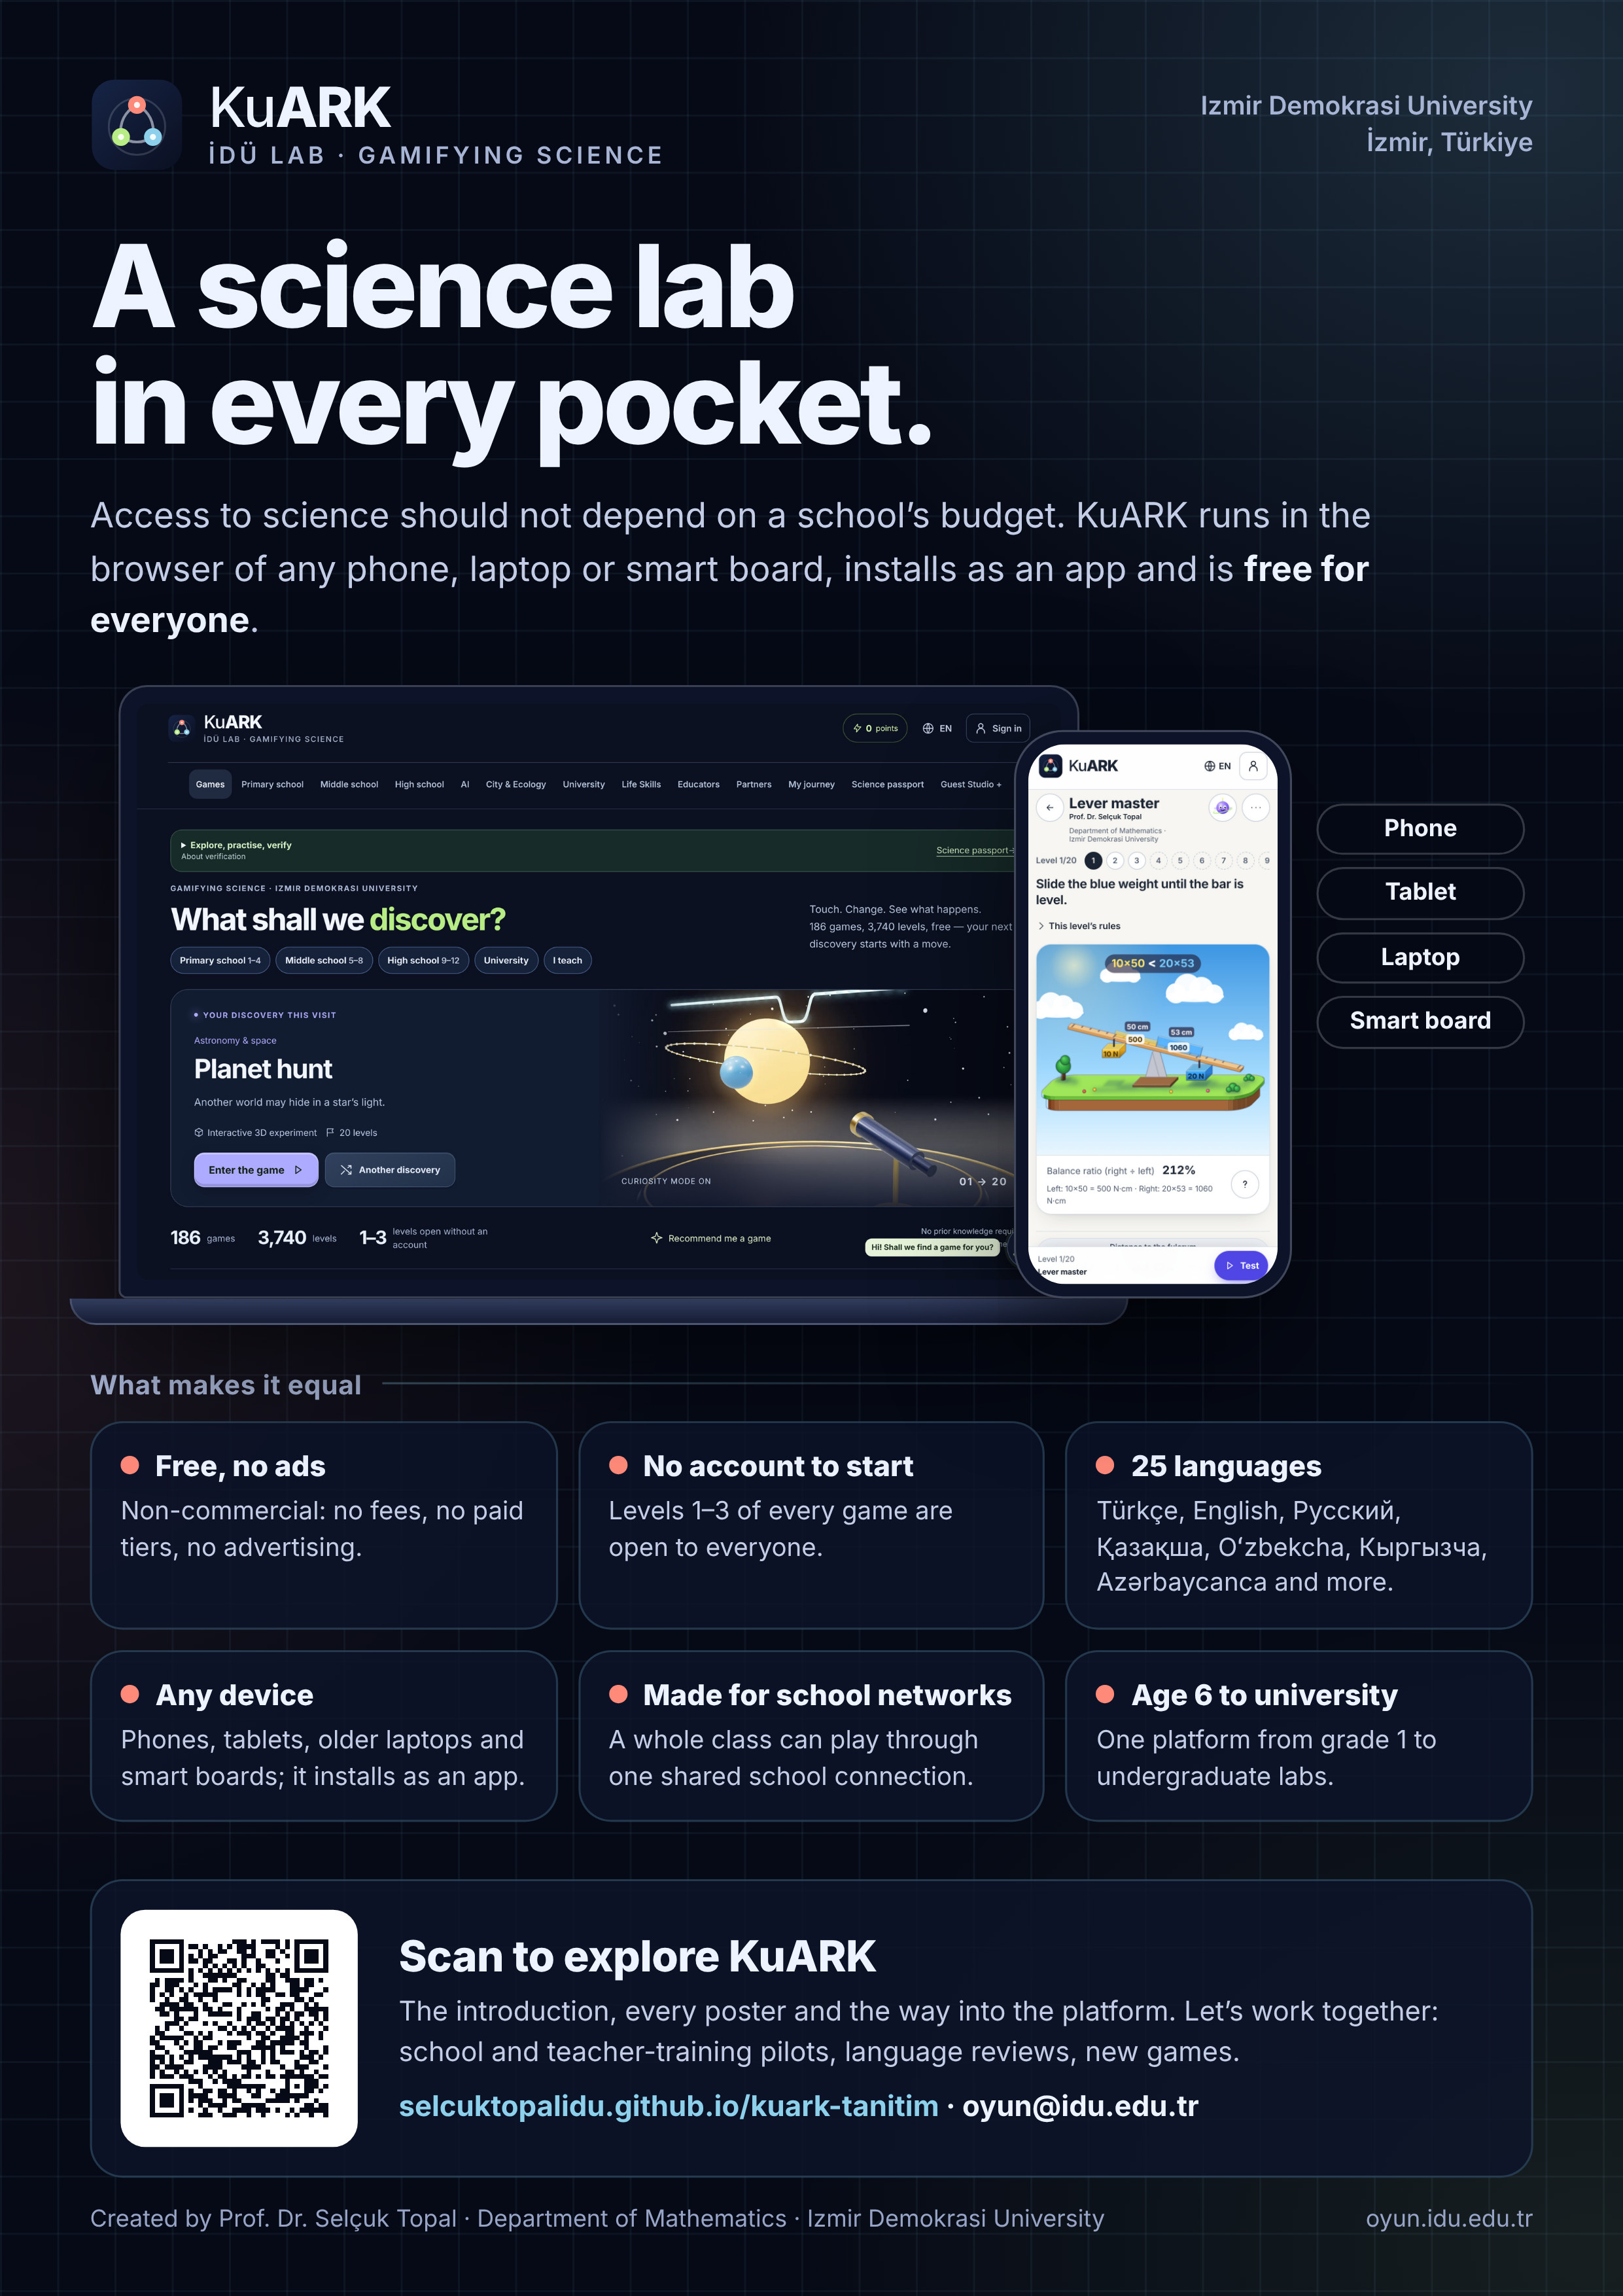 KuARK
İDÜ LAB · GAMIFYING SCIENCE
Izmir Demokrasi University
İzmir, Türkiye
A science lab
in every pocket.
Access to science should not depend on a school’s budget. KuARK runs in the
browser of any phone, laptop or smart board, installs as an app and is free for
everyone.
KuARK
İDÜ LAB · GAMIFYING SCIENCE
0 points
EN
Sign in
Games Primary school Middle school High school AI City & Ecology University Life Skills Educators Partners My journey Science passport Guest Studio +
Explore, practise, verify
About verification
Science passport
GAMIFYING SCIENCE · IZMIR DEMOKRASI UNIVERSITY
What shall we discover?
Touch. Change. See what happens.
186 games, 3,740 levels, free — your next
discovery starts with a move.
Primary school 1–4 Middle school 5–8 High school 9–12 University I teach
YOUR DISCOVERY THIS VISIT
Astronomy & space
Planet hunt
Another world may hide in a star’s light.
Interactive 3D experiment 20 levels
Enter the game Another discovery
CURIOSITY MODE ON
01 → 20
186 games 3,740 levels 1–3 levels open without an
account
Recommend me a game
No prior knowledge
Hi! Shall we find a game for you?
KuARK
EN
Lever master
Prof. Dr. Selçuk Topal
Department of Mathematics ·
Izmir Demokrasi University
Level 1/20 1 2 3 4 5 6 7 8 9
Slide the blue weight until the bar is
level.
This level’s rules
10×50 < 20×53
50 cm
500
53 cm
1060
10 N
20 N
Balance ratio (right ÷ left) 212%
Left: 10×50 = 500 N·cm · Right: 20×53 = 1060
N·cm
?
Level 1/20
Lever master
Test
Phone
Tablet
Laptop
Smart board
What makes it equal
Free, no ads
Non-commercial: no fees, no paid
tiers, no advertising.
No account to start
Levels 1–3 of every game are
open to everyone.
25 languages
Türkçe, English, Русский,
Қазақша, Oʻzbekcha, Кыргызча,
Azərbaycanca and more.
Any device
Phones, tablets, older laptops and
smart boards; it installs as an app.
Made for school networks
A whole class can play through
one shared school connection.
Age 6 to university
One platform from grade 1 to
undergraduate labs.
Scan to explore KuARK
The introduction, every poster and the way into the platform. Let’s work together:
school and teacher-training pilots, language reviews, new games.
selcuktopalidu.github.io/kuark-tanitim · oyun@idu.edu.tr
Created by Prof. Dr. Selçuk Topal · Department of Mathematics · Izmir Demokrasi University
oyun.idu.edu.tr